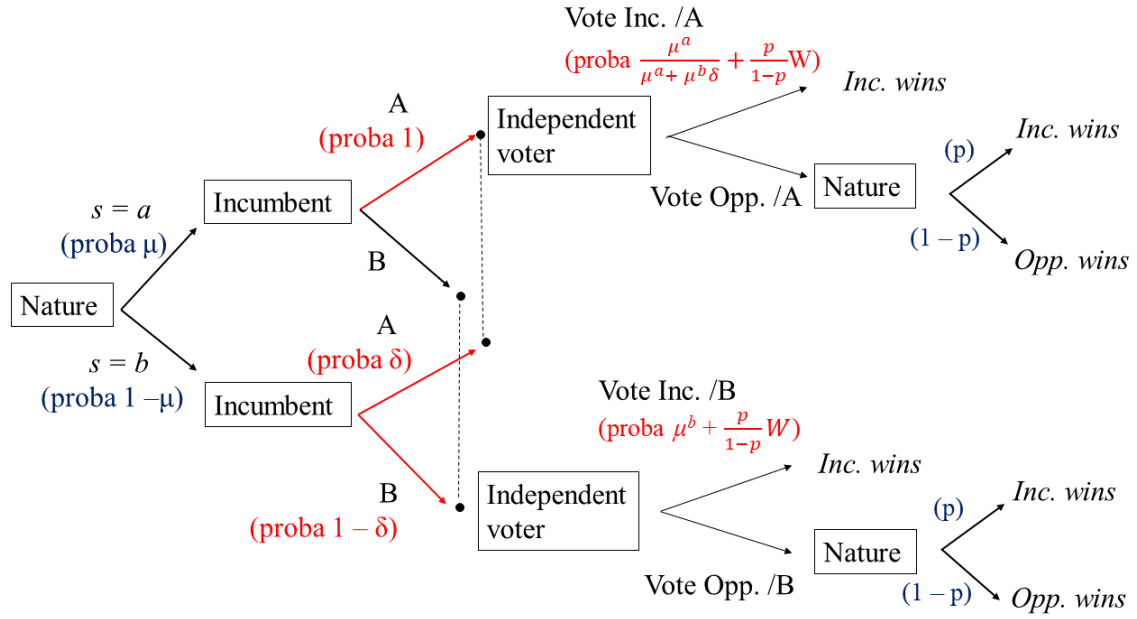 Vote Inc. /A
(proba μ^a/(μ^a + μ^b δ) + p/(1−p) W)
Inc. wins
A
(proba 1)
Independent
voter
Inc. wins
(p)
Vote Opp. /A
Nature
(1 – p)
Opp. wins
s = a
(proba μ)
Incumbent
B
Nature
A
(proba δ)
s = b
(proba 1 –μ)
Incumbent
Vote Inc. /B
(proba μ^b + p/(1−p) W)
Inc. wins
B
(proba 1 – δ)
Independent
voter
Inc. wins
(p)
Vote Opp. /B
Nature
(1 – p)
Opp. wins